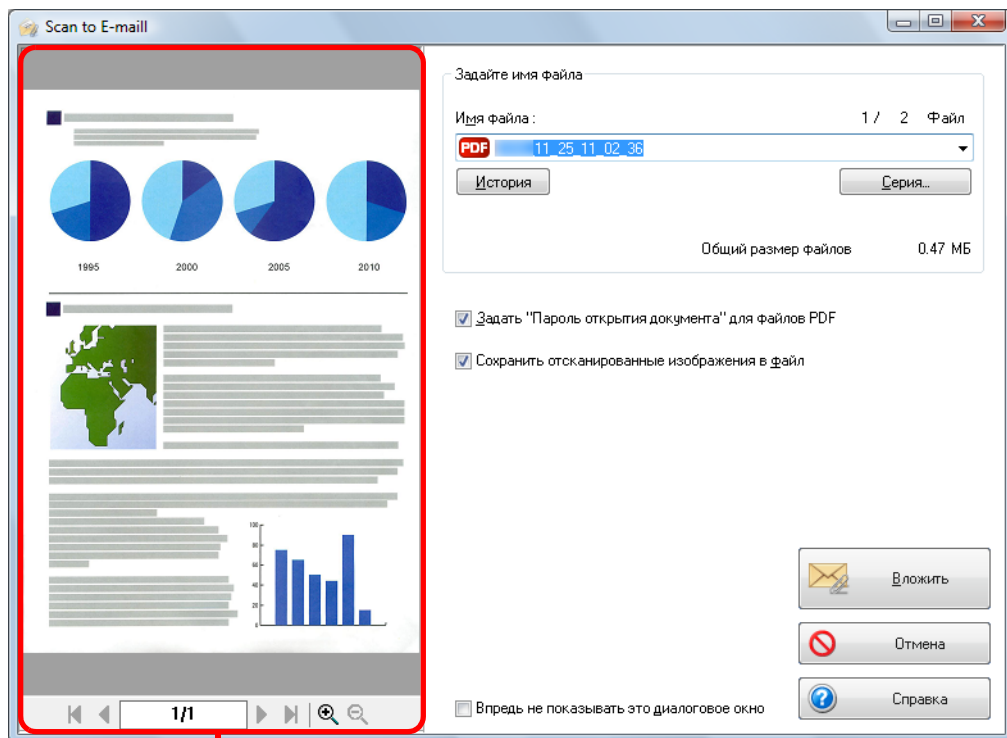 Scan to E-maill
1995 2000 2005 2010
100
80
60
40
20
1/1
Задайте имя файла
Имя файла : 1 / 2 Файл
PDF 11_25_11_02_36
История Серия...
Общий размер файлов 0.47 МБ
Задать "Пароль открытия документа" для файлов PDF
Сохранить отсканированные изображения в файл
Вложить
Отмена
Справка
Впредь не показывать это диалоговое окно